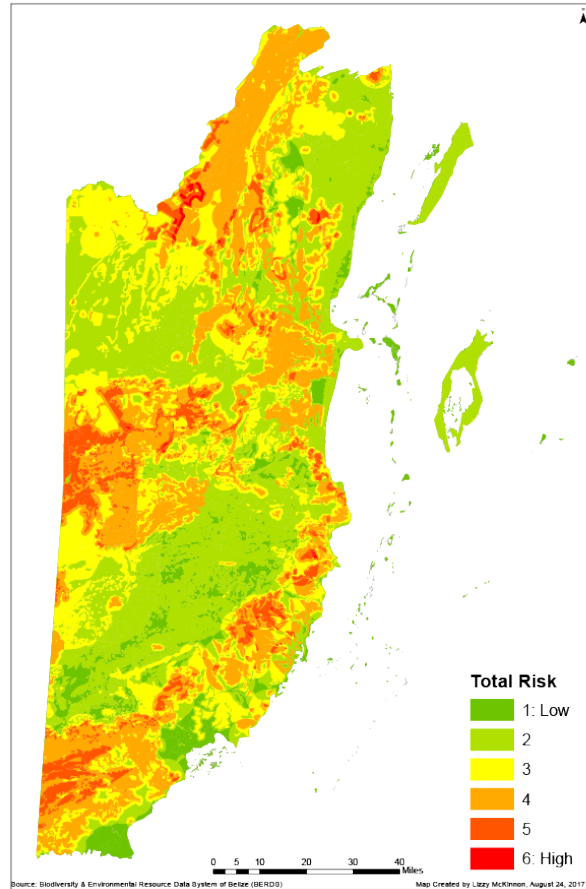 Total Risk
1: Low
2
3
4
5
6: High
0 5 10 20 30 40
Miles
Source: Biodiversity & Environmental Resource Data System of Belize (BERDS)
Map Created by Lizzy McKinnon, August 24, 2017